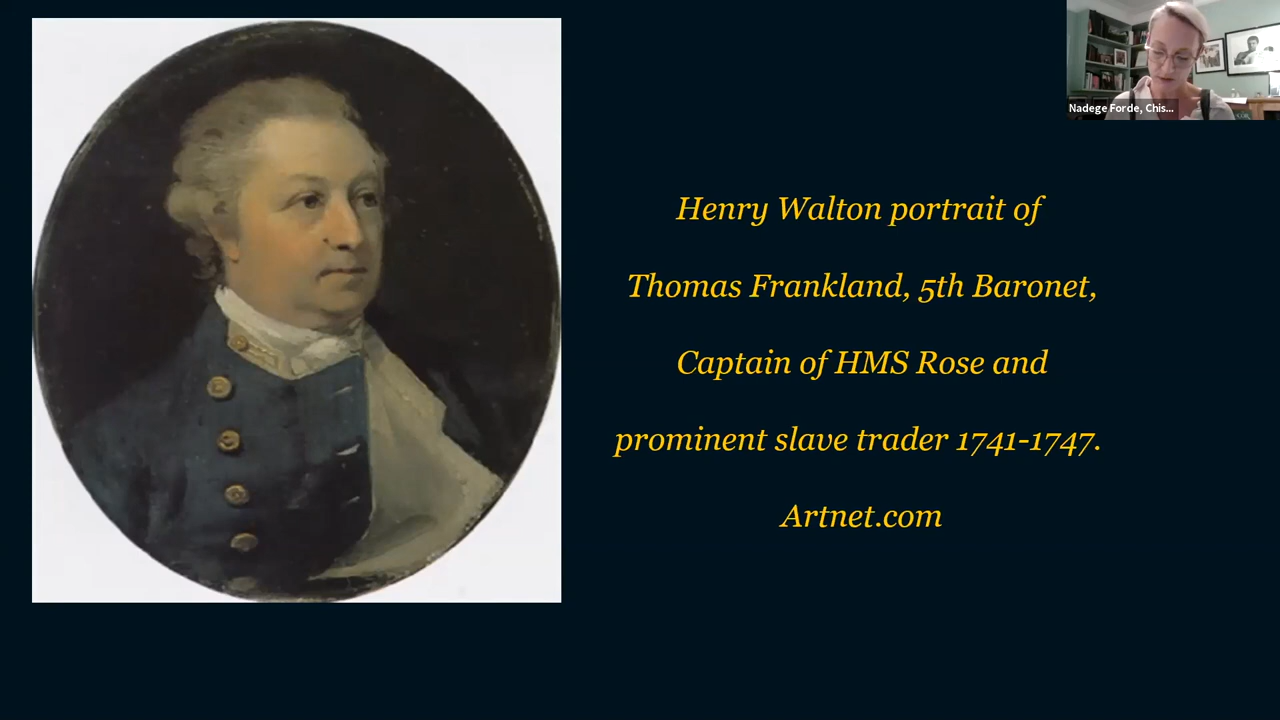 Nadege Forde, Chis...
Henry Walton portrait of
Thomas Frankland, 5th Baronet,
Captain of HMS Rose and
prominent slave trader 1741-1747.
Artnet.com